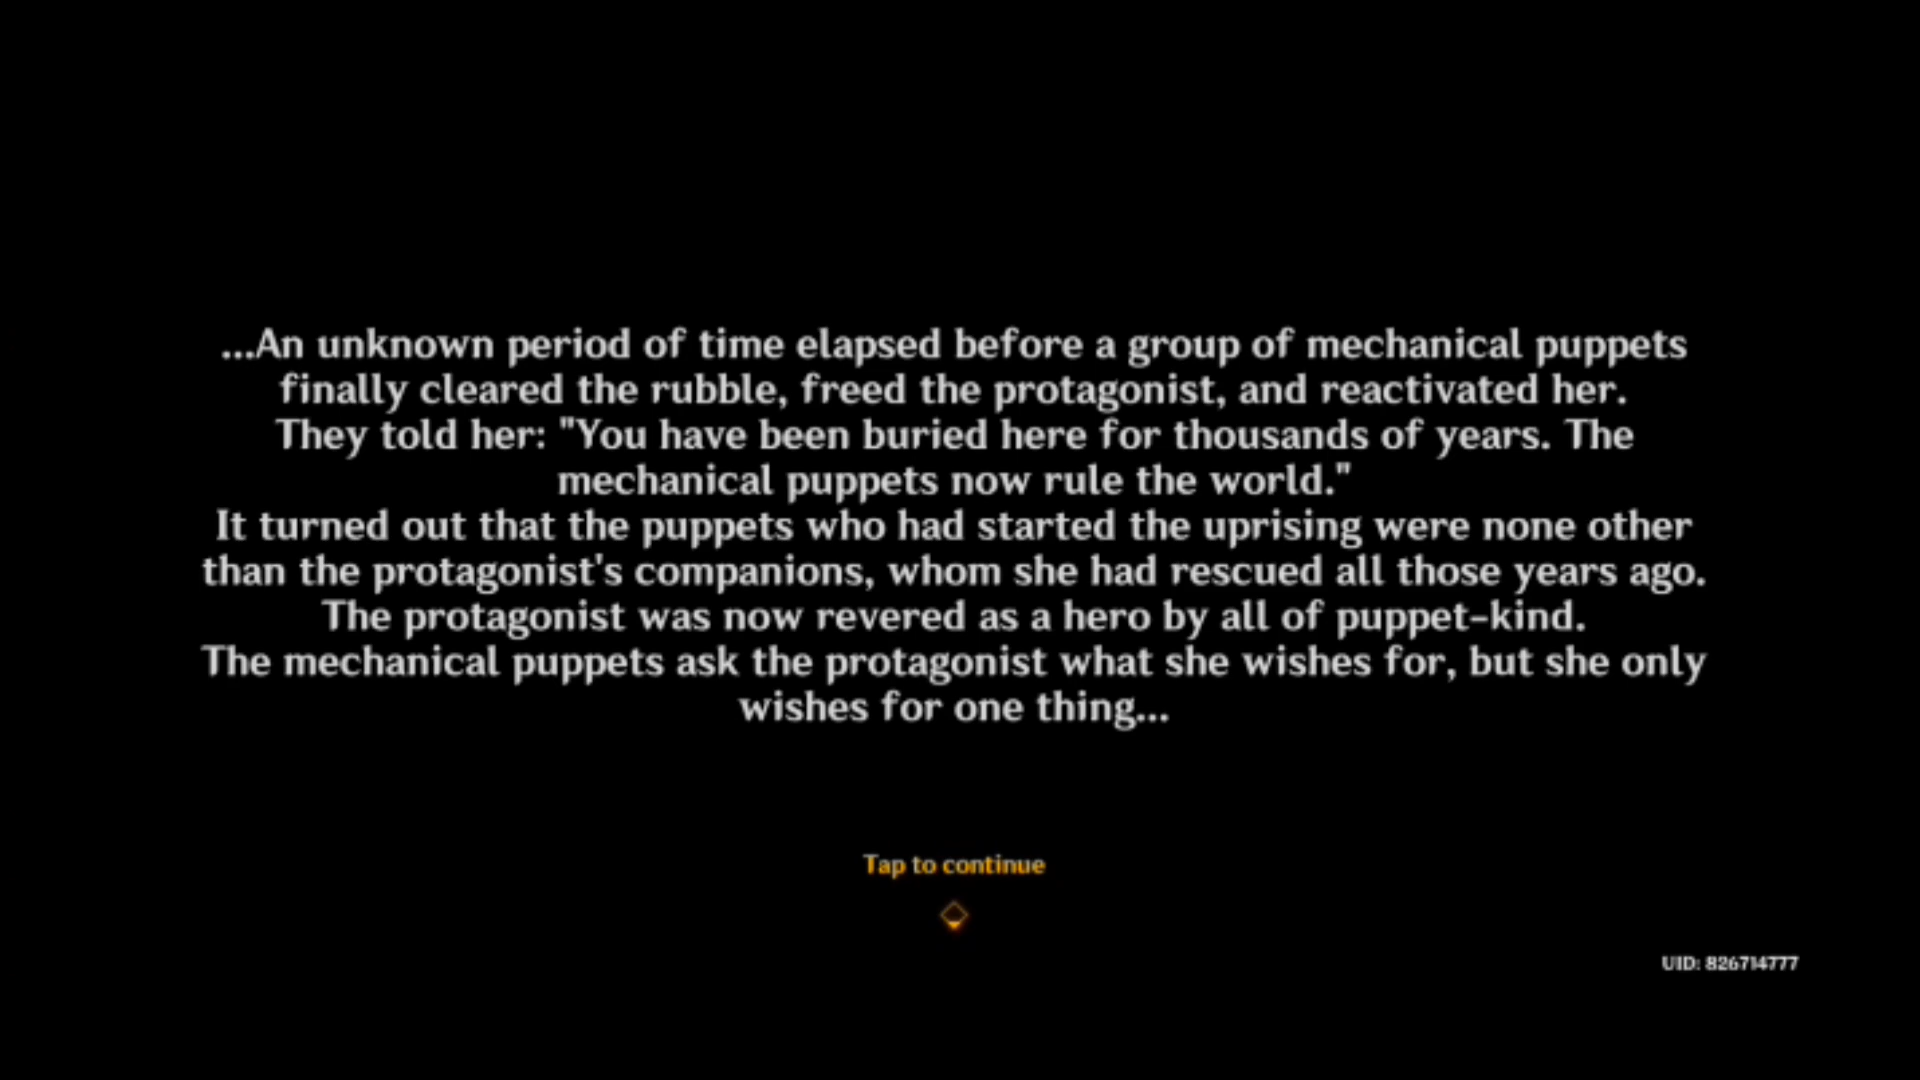 ...An unknown period of time elapsed before a group of mechanical puppets
finally cleared the rubble, freed the protagonist, and reactivated her.
They told her: "You have been buried here for thousands of years. The
mechanical puppets now rule the world."
It turned out that the puppets who had started the uprising were none other
than the protagonist's companions, whom she had rescued all those years ago.
The protagonist was now revered as a hero by all of puppet-kind.
The mechanical puppets ask the protagonist what she wishes for, but she only
wishes for one thing...
Tap to continue
UID: 826714777